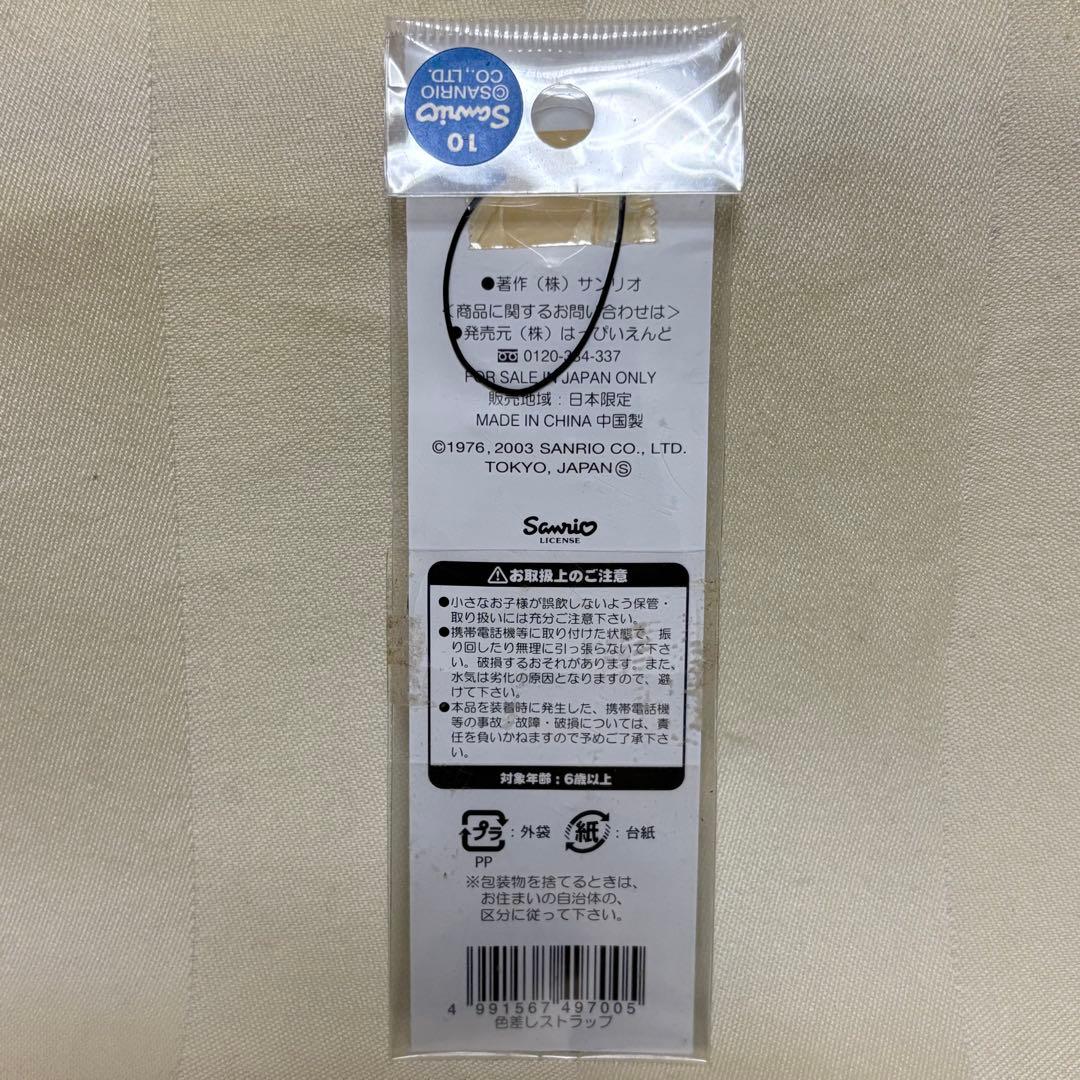 10
Sanrio
©SANRIO
CO.,LTD.
●著作（株）サンリオ
＜商品に関するお問い合わせは＞
●発売元（株）はっぴいえんど
0120-334-337
FOR SALE IN JAPAN ONLY
販売地域：日本限定
MADE IN CHINA 中国製
©1976, 2003 SANRIO CO., LTD.
TOKYO, JAPAN Ⓢ
Sanrio
LICENSE
⚠お取扱上のご注意
●小さなお子様が誤飲しないよう保管・
取り扱いには充分ご注意下さい。
●携帯電話機等に取り付けた状態で、振
り回したり無理に引っ張らないで下さ
い。破損するおそれがあります。また、
水気は劣化の原因となりますので、避
けて下さい。
●本品を装着時に発生した、携帯電話機
等の事故・故障・破損については、責
任を負いかねますので予めご了承下さ
い。
対象年齢：6歳以上
プラ：外袋 紙：台紙
PP
※包装物を捨てるときは、
お住まいの自治体の、
区分に従って下さい。
4 991567 497005
色差しストラップ